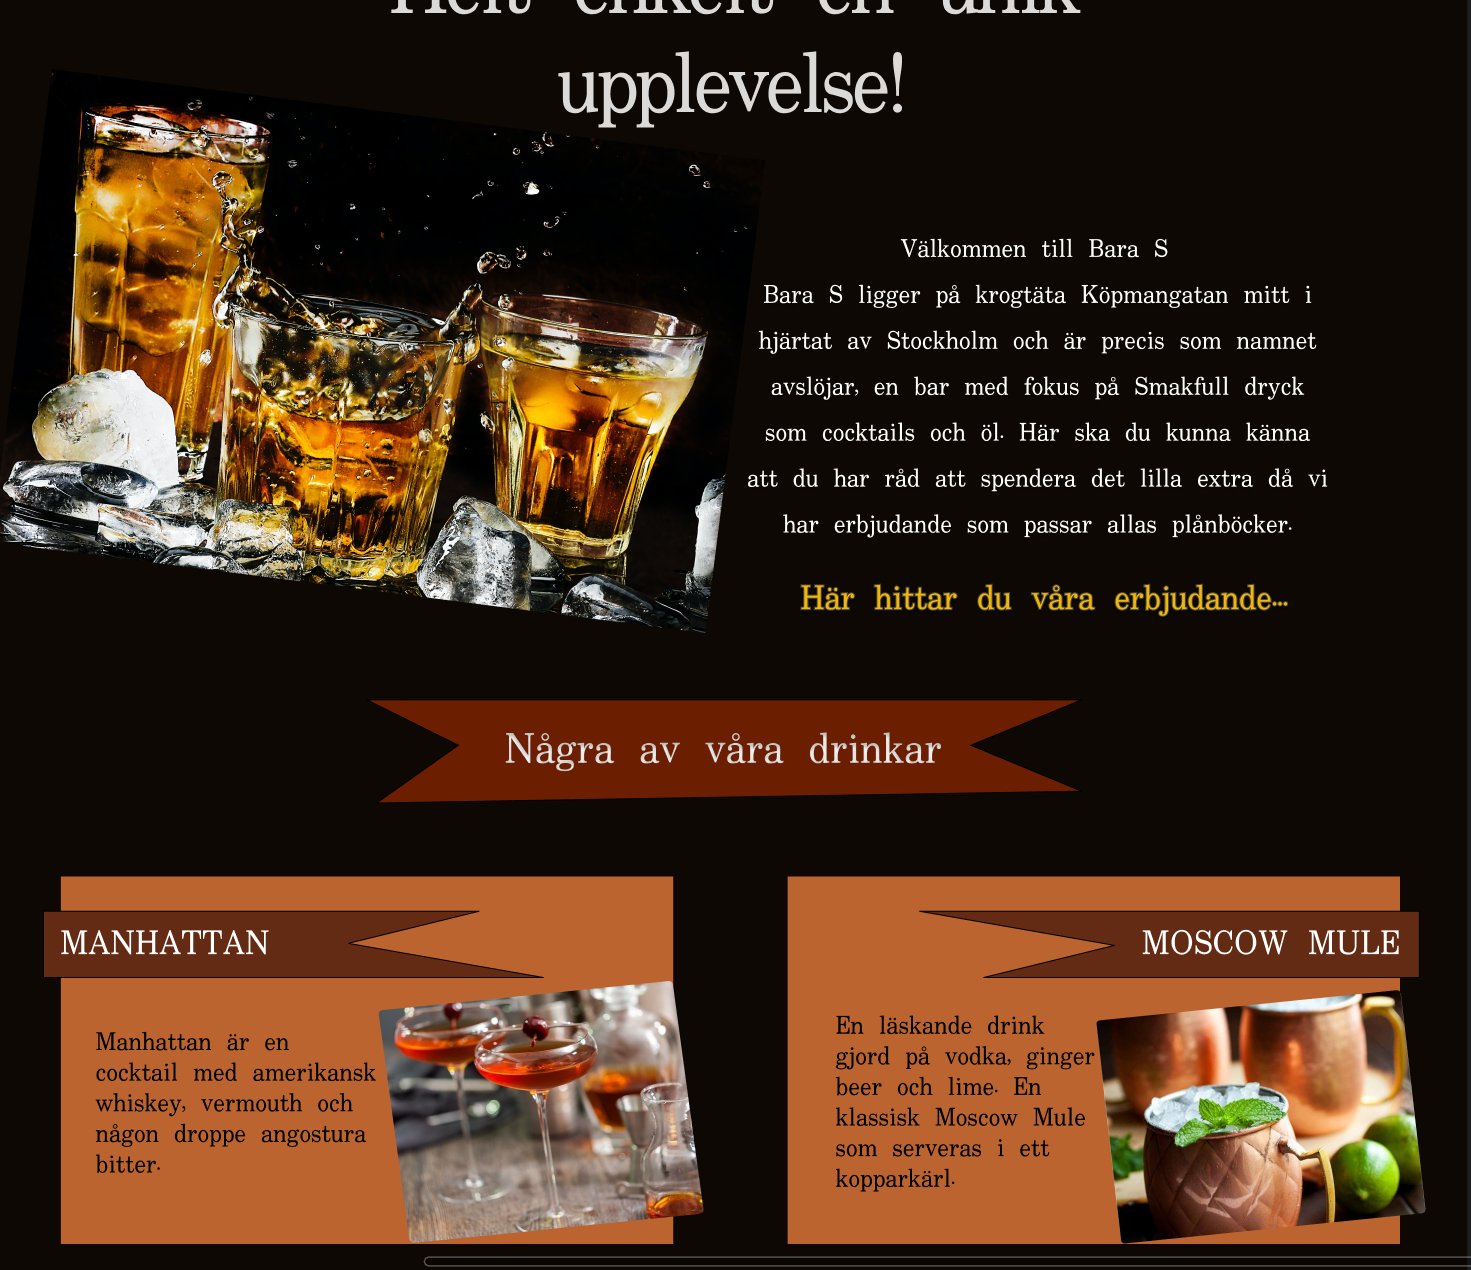 Helt enkelt en unik
upplevelse!
Välkommen till Bara S
Bara S ligger på krogtäta Köpmangatan mitt i
hjärtat av Stockholm och är precis som namnet
avslöjar, en bar med fokus på Smakfull dryck
som cocktails och öl. Här ska du kunna känna
att du har råd att spendera det lilla extra då vi
har erbjudande som passar allas plånböcker.
Här hittar du våra erbjudande...
Några av våra drinkar
MANHATTAN
Manhattan är en
cocktail med amerikansk
whiskey, vermouth och
någon droppe angostura
bitter.
MOSCOW MULE
En läskande drink
gjord på vodka, ginger
beer och lime. En
klassisk Moscow Mule
som serveras i ett
kopparkärl.